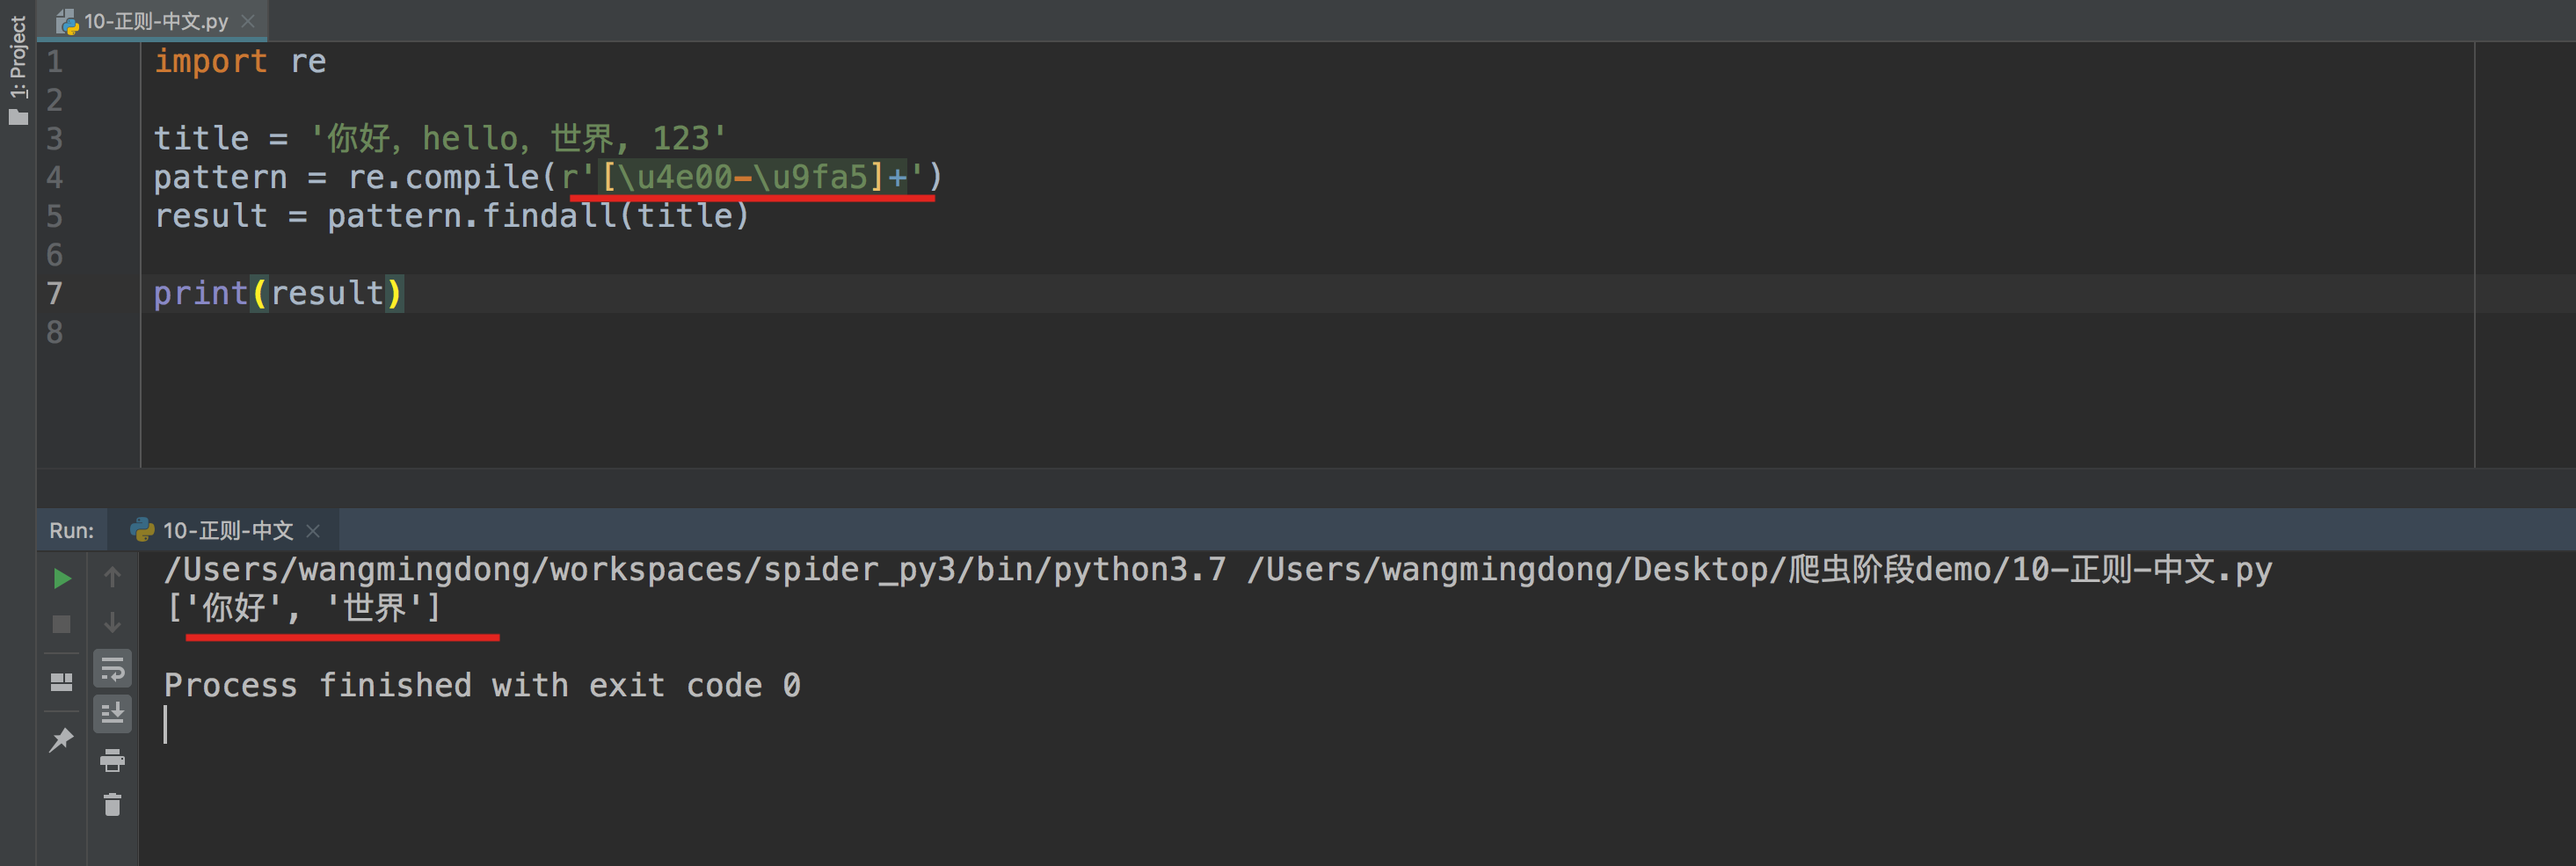 1: Project
10-正则-中文.py
1 import re
2
3 title = '你好，hello，世界, 123'
4 pattern = re.compile(r'[\u4e00-\u9fa5]+')
5 result = pattern.findall(title)
6
7 print(result)
8
Run: 10-正则-中文
/Users/wangmingdong/workspaces/spider_py3/bin/python3.7 /Users/wangmingdong/Desktop/爬虫阶段demo/10-正则-中文.py
['你好', '世界']
Process finished with exit code 0